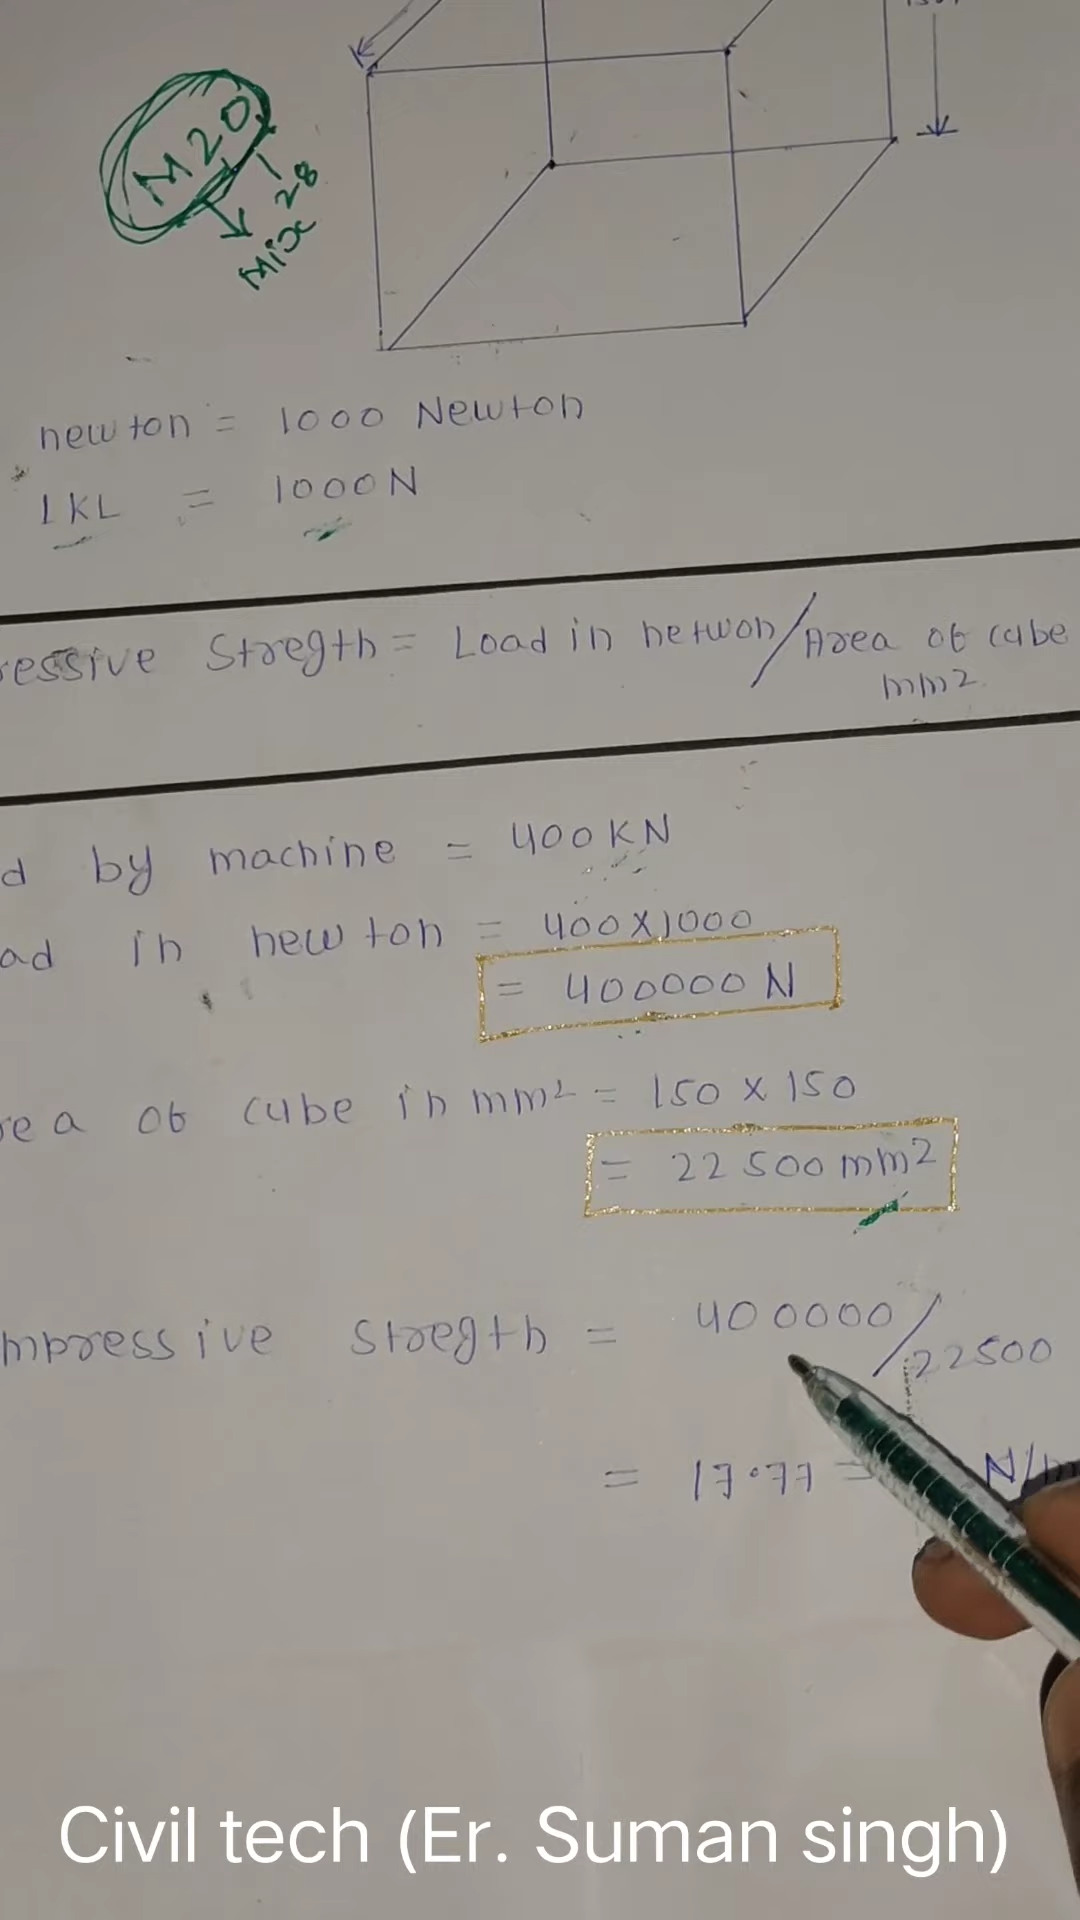 M20
28
Mix
newton = 1000 Newton
1KL = 1000N
ressive Stregth = Load in netwon/Area of cube
mm2
d by machine = 400KN
ad in newton = 400x1000
= 400000 N
rea of cube in mm2 = 150 x 150
= 22500 mm2
mpressive Stregth = 400000/22500
= 17.77 = N/
Civil tech (Er. Suman singh)